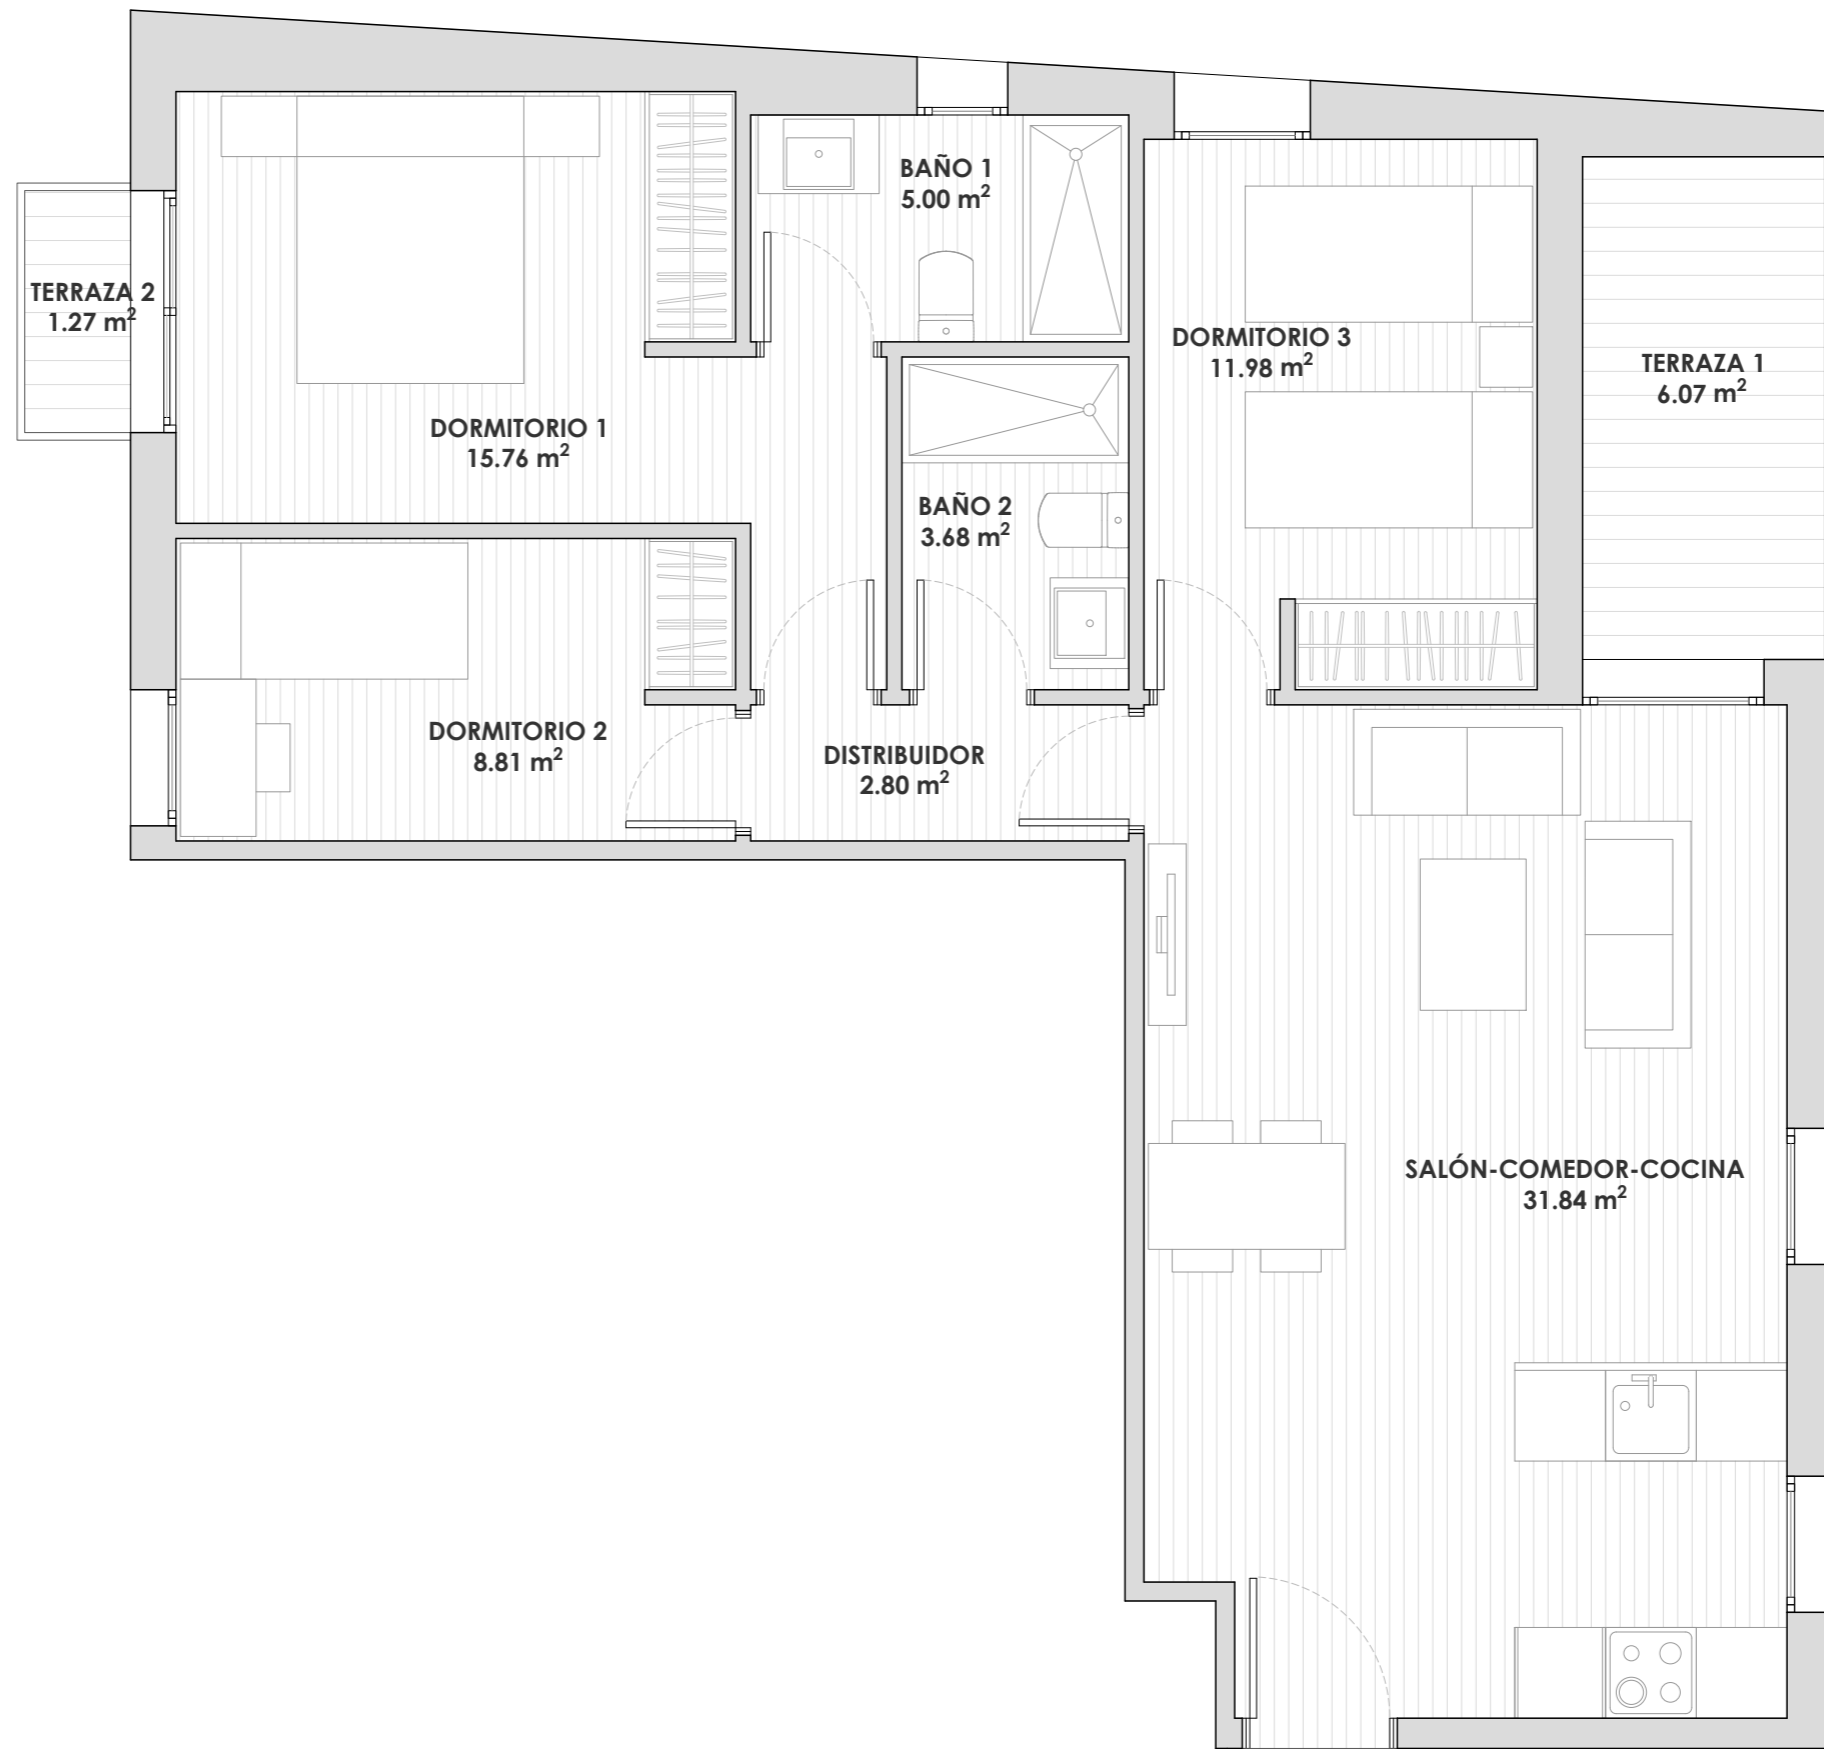 BAÑO 1
5.00 m²
TERRAZA 2
1.27 m²
DORMITORIO 3
11.98 m²
TERRAZA 1
6.07 m²
DORMITORIO 1
15.76 m²
BAÑO 2
3.68 m²
DORMITORIO 2
8.81 m²
DISTRIBUIDOR
2.80 m²
SALÓN-COMEDOR-COCINA
31.84 m²